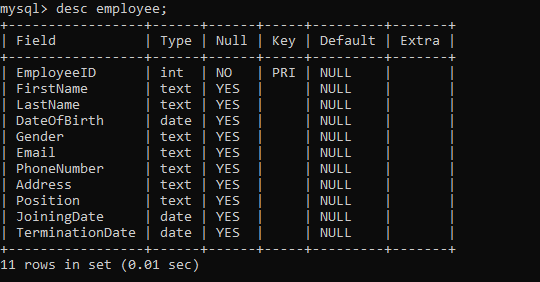 mysql> desc employee;
+-----------------+------+------+-----+---------+-------+
| Field           | Type | Null | Key | Default | Extra |
+-----------------+------+------+-----+---------+-------+
| EmployeeID      | int  | NO   | PRI | NULL    |       |
| FirstName       | text | YES  |     | NULL    |       |
| LastName        | text | YES  |     | NULL    |       |
| DateOfBirth     | date | YES  |     | NULL    |       |
| Gender          | text | YES  |     | NULL    |       |
| Email           | text | YES  |     | NULL    |       |
| PhoneNumber     | text | YES  |     | NULL    |       |
| Address         | text | YES  |     | NULL    |       |
| Position        | text | YES  |     | NULL    |       |
| JoiningDate     | date | YES  |     | NULL    |       |
| TerminationDate | date | YES  |     | NULL    |       |
+-----------------+------+------+-----+---------+-------+
11 rows in set (0.01 sec)